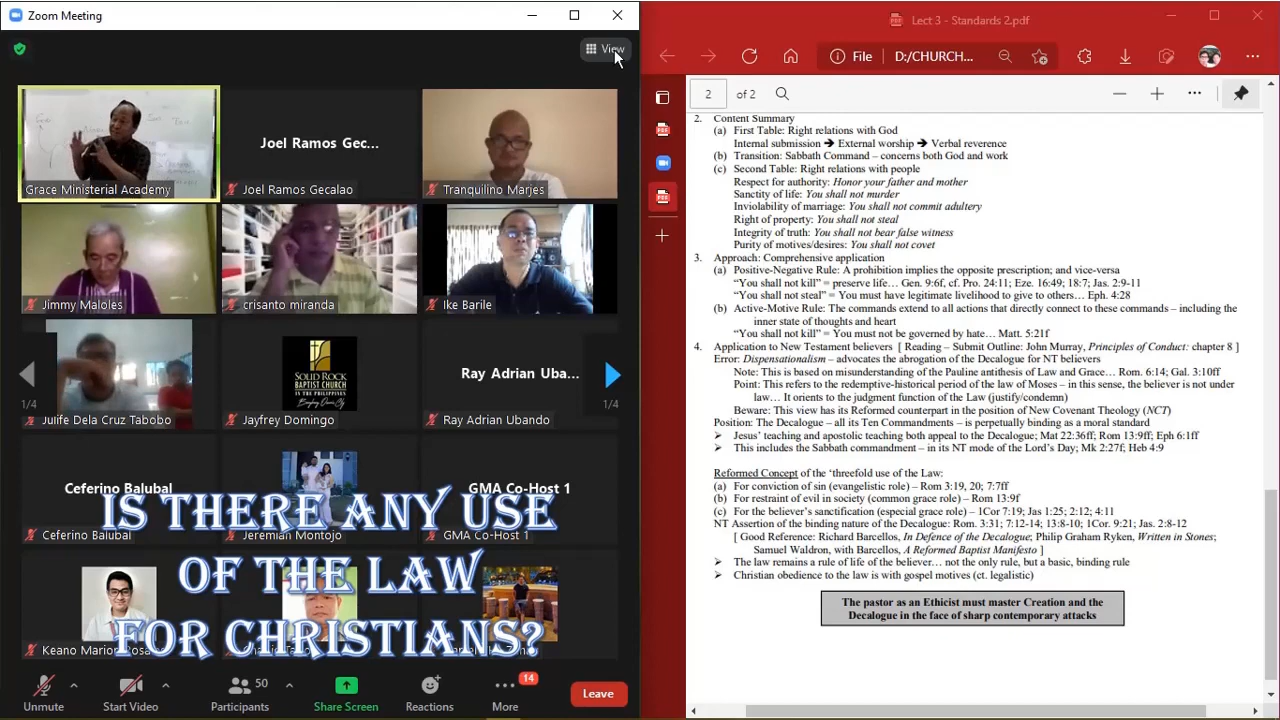 Zoom Meeting
View
Grace Ministerial Academy
Joel Ramos Gec...
Joel Ramos Gecalao
Tranquilino Marjes
Jimmy Maloles
crisanto miranda
Ike Barile
1/4
Julife Dela Cruz Tabobo
SOLID ROCK
BAPTIST CHURCH
IN THE PHILIPPINES
Jayfrey Domingo
Ray Adrian Uba...
Ray Adrian Ubando
1/4
Ceferino Balubal
Ceferino Balubal
Jeremian Montojo
GMA Co-Host 1
GMA Co-Host 1
IS THERE ANY USE
OF THE LAW
FOR CHRISTIANS?
Keano Marion
Unmute
Start Video
50
Participants
Share Screen
Reactions
14
More
Leave
Lect 3 - Standards 2.pdf
File
D:/CHURCH...
2
of 2
2. Content Summary
(a) First Table: Right relations with God
Internal submission ➔ External worship ➔ Verbal reverence
(b) Transition: Sabbath Command – concerns both God and work
(c) Second Table: Right relations with people
Respect for authority: Honor your father and mother
Sanctity of life: You shall not murder
Inviolability of marriage: You shall not commit adultery
Right of property: You shall not steal
Integrity of truth: You shall not bear false witness
Purity of motives/desires: You shall not covet
3. Approach: Comprehensive application
(a) Positive-Negative Rule: A prohibition implies the opposite prescription; and vice-versa
“You shall not kill” = preserve life... Gen. 9:6f, cf. Pro. 24:11; Eze. 16:49; 18:7; Jas. 2:9-11
“You shall not steal” = You must have legitimate livelihood to give to others... Eph. 4:28
(b) Active-Motive Rule: The commands extend to all actions that directly connect to these commands – including the
inner state of thoughts and heart
“You shall not kill” = You must not be governed by hate... Matt. 5:21f
4. Application to New Testament believers [ Reading – Submit Outline: John Murray, Principles of Conduct: chapter 8 ]
Error: Dispensationalism – advocates the abrogation of the Decalogue for NT believers
Note: This is based on misunderstanding of the Pauline antithesis of Law and Grace... Rom. 6:14; Gal. 3:10ff
Point: This refers to the redemptive-historical period of the law of Moses – in this sense, the believer is not under
law... It orients to the judgment function of the Law (justify/condemn)
Beware: This view has its Reformed counterpart in the position of New Covenant Theology (NCT)
Position: The Decalogue – all its Ten Commandments – is perpetually binding as a moral standard
➢ Jesus’ teaching and apostolic teaching both appeal to the Decalogue; Mat 22:36ff; Rom 13:9ff; Eph 6:1ff
➢ This includes the Sabbath commandment – in its NT mode of the Lord’s Day; Mk 2:27f; Heb 4:9
Reformed Concept of the ‘threefold use of the Law:
(a) For conviction of sin (evangelistic role) – Rom 3:19, 20; 7:7ff
(b) For restraint of evil in society (common grace role) – Rom 13:9f
(c) For the believer’s sanctification (especial grace role) – 1Cor 7:19; Jas 1:25; 2:12; 4:11
NT Assertion of the binding nature of the Decalogue: Rom. 3:31; 7:12-14; 13:8-10; 1Cor. 9:21; Jas. 2:8-12
[ Good Reference: Richard Barcellos, In Defence of the Decalogue; Philip Graham Ryken, Written in Stones;
Samuel Waldron, with Barcellos, A Reformed Baptist Manifesto ]
➢ The law remains a rule of life of the believer... not the only rule, but a basic, binding rule
➢ Christian obedience to the law is with gospel motives (ct. legalistic)
The pastor as an Ethicist must master Creation and the
Decalogue in the face of sharp contemporary attacks